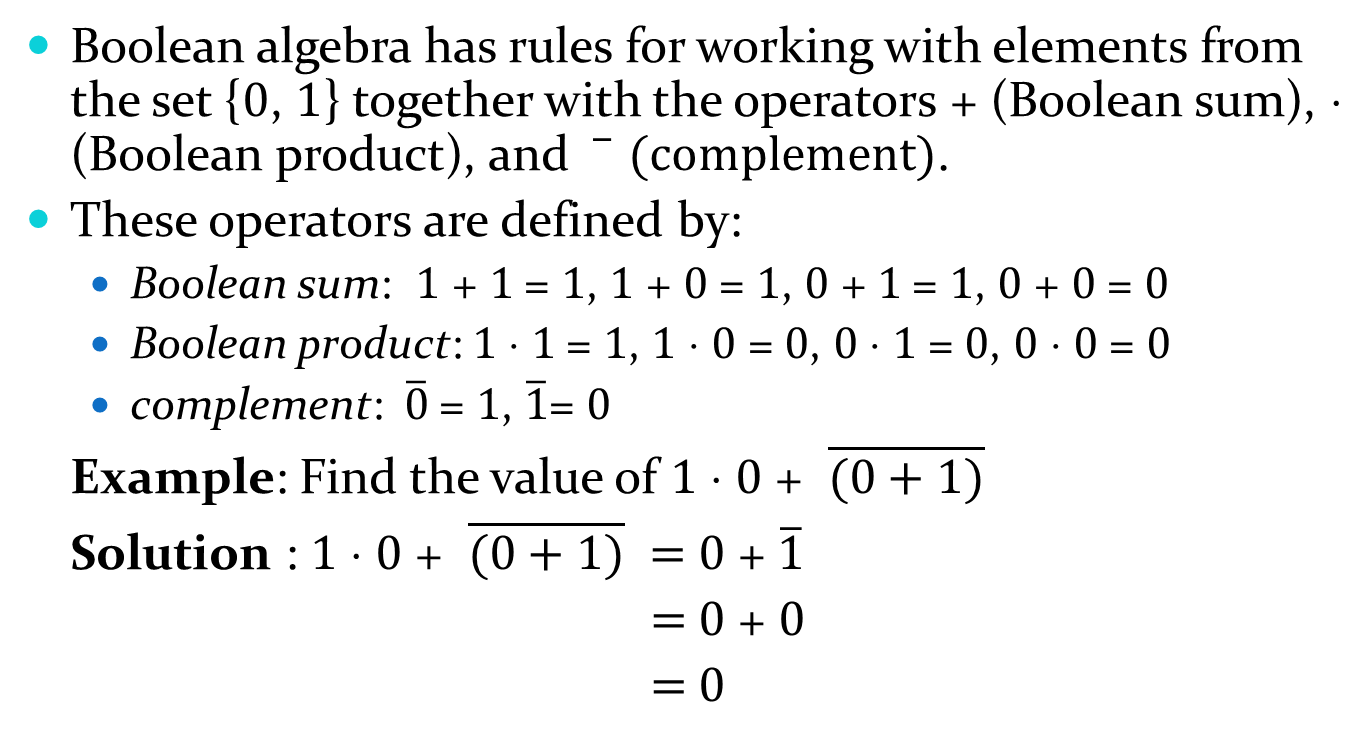 • Boolean algebra has rules for working with elements from
the set {0, 1} together with the operators + (Boolean sum), ·
(Boolean product), and ‾ (complement).
• These operators are defined by:
• Boolean sum: 1 + 1 = 1, 1 + 0 = 1, 0 + 1 = 1, 0 + 0 = 0
• Boolean product: 1 · 1 = 1, 1 · 0 = 0, 0 · 1 = 0, 0 · 0 = 0
• complement: 0̅ = 1, 1̅= 0
Example: Find the value of 1 · 0 + (̅0̅ ̅+̅ ̅1̅)̅
Solution : 1 · 0 + (̅0̅ ̅+̅ ̅1̅)̅ = 0 + 1̅
= 0 + 0
= 0